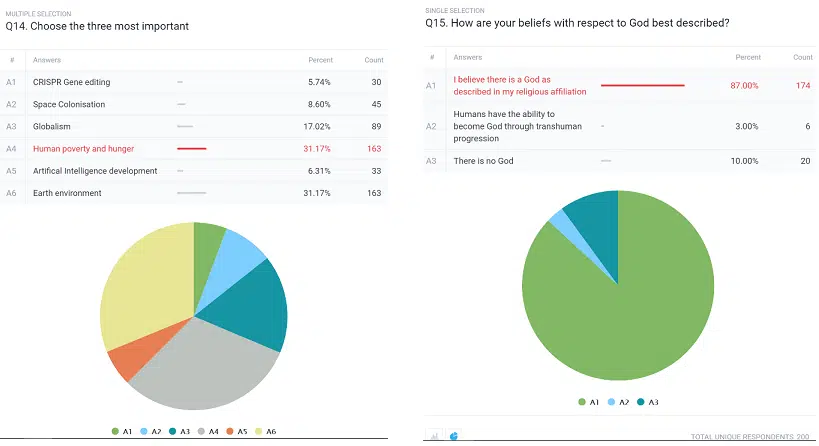 MULTIPLE SELECTION
Q14. Choose the three most important
# Answers Percent Count
A1 CRISPR Gene editing 5.74% 30
A2 Space Colonisation 8.60% 45
A3 Globalism 17.02% 89
A4 Human poverty and hunger 31.17% 163
A5 Artifical Intelligence development 6.31% 33
A6 Earth environment 31.17% 163
A1 A2 A3 A4 A5 A6
SINGLE SELECTION
Q15. How are your beliefs with respect to God best described?
# Answers Percent Count
A1 I believe there is a God as
described in my religious affiliation 87.00% 174
A2 Humans have the ability to
become God through transhuman
progression 3.00% 6
A3 There is no God 10.00% 20
A1 A2 A3
TOTAL UNIQUE RESPONDENTS: 200